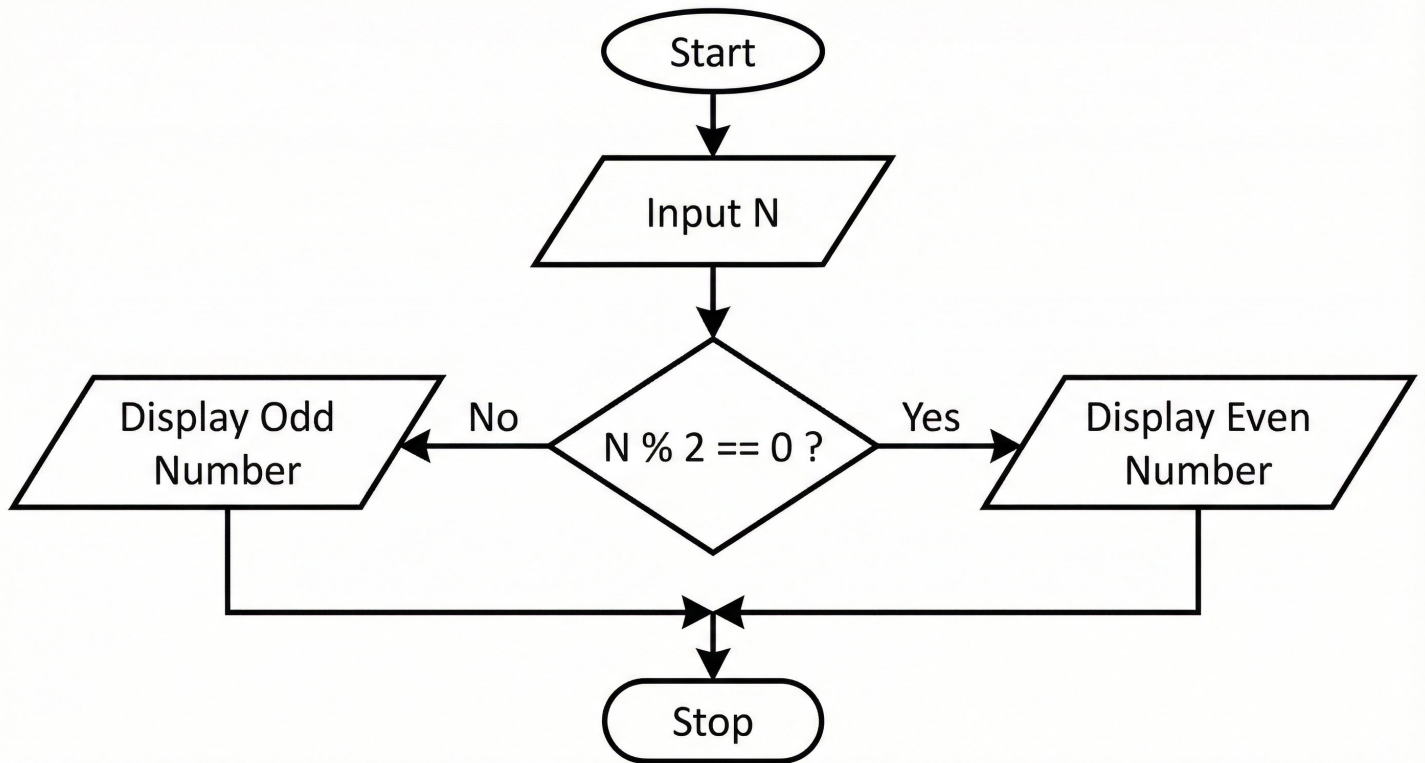 Start
Input N
Display Odd
Number
No
N % 2 == 0 ?
Yes
Display Even
Number
Stop